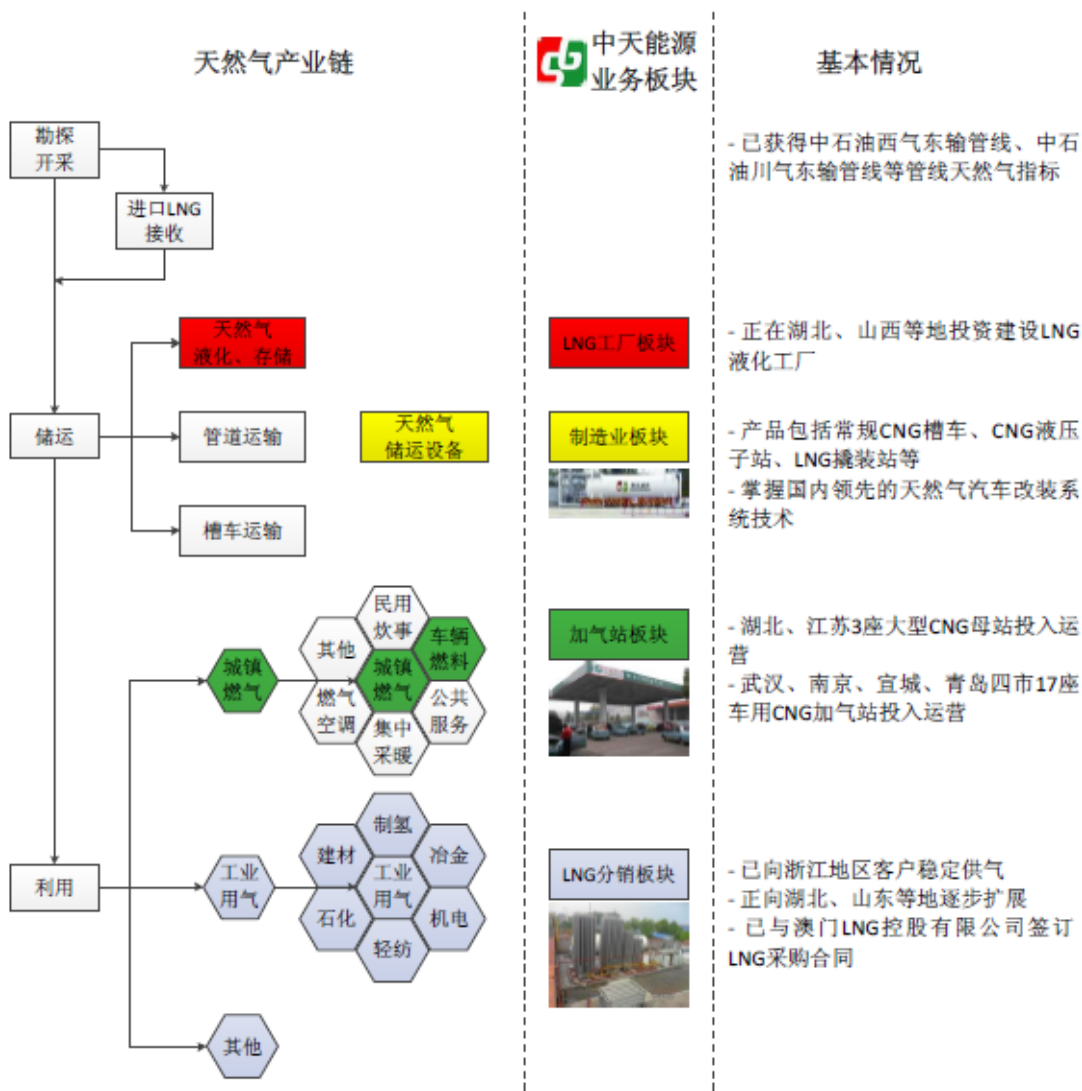 天然气产业链
中天能源
业务板块
基本情况
勘探
开采
进口LNG
接收
- 已获得中石油西气东输管线、中石
油川气东输管线等管线天然气指标
天然气
液化、存储
LNG工厂板块
- 正在湖北、山西等地投资建设LNG
液化工厂
储运
管道运输
天然气
储运设备
制造业板块
- 产品包括常规CNG槽车、CNG液压
子站、LNG撬装站等
- 掌握国内领先的天然气汽车改装系
统技术
槽车运输
城镇
燃气
民用
炊事
其他
车辆
燃料
城镇
燃气
燃气
空调
公共
服务
集中
采暖
加气站板块
- 湖北、江苏3座大型CNG母站投入运
营
- 武汉、南京、宣城、青岛四市17座
车用CNG加气站投入运营
利用
工业
用气
制氢
建材
冶金
工业
用气
石化
机电
轻纺
LNG分销板块
- 已向浙江地区客户稳定供气
- 正向湖北、山东等地逐步扩展
- 已与澳门LNG控股有限公司签订
LNG采购合同
其他